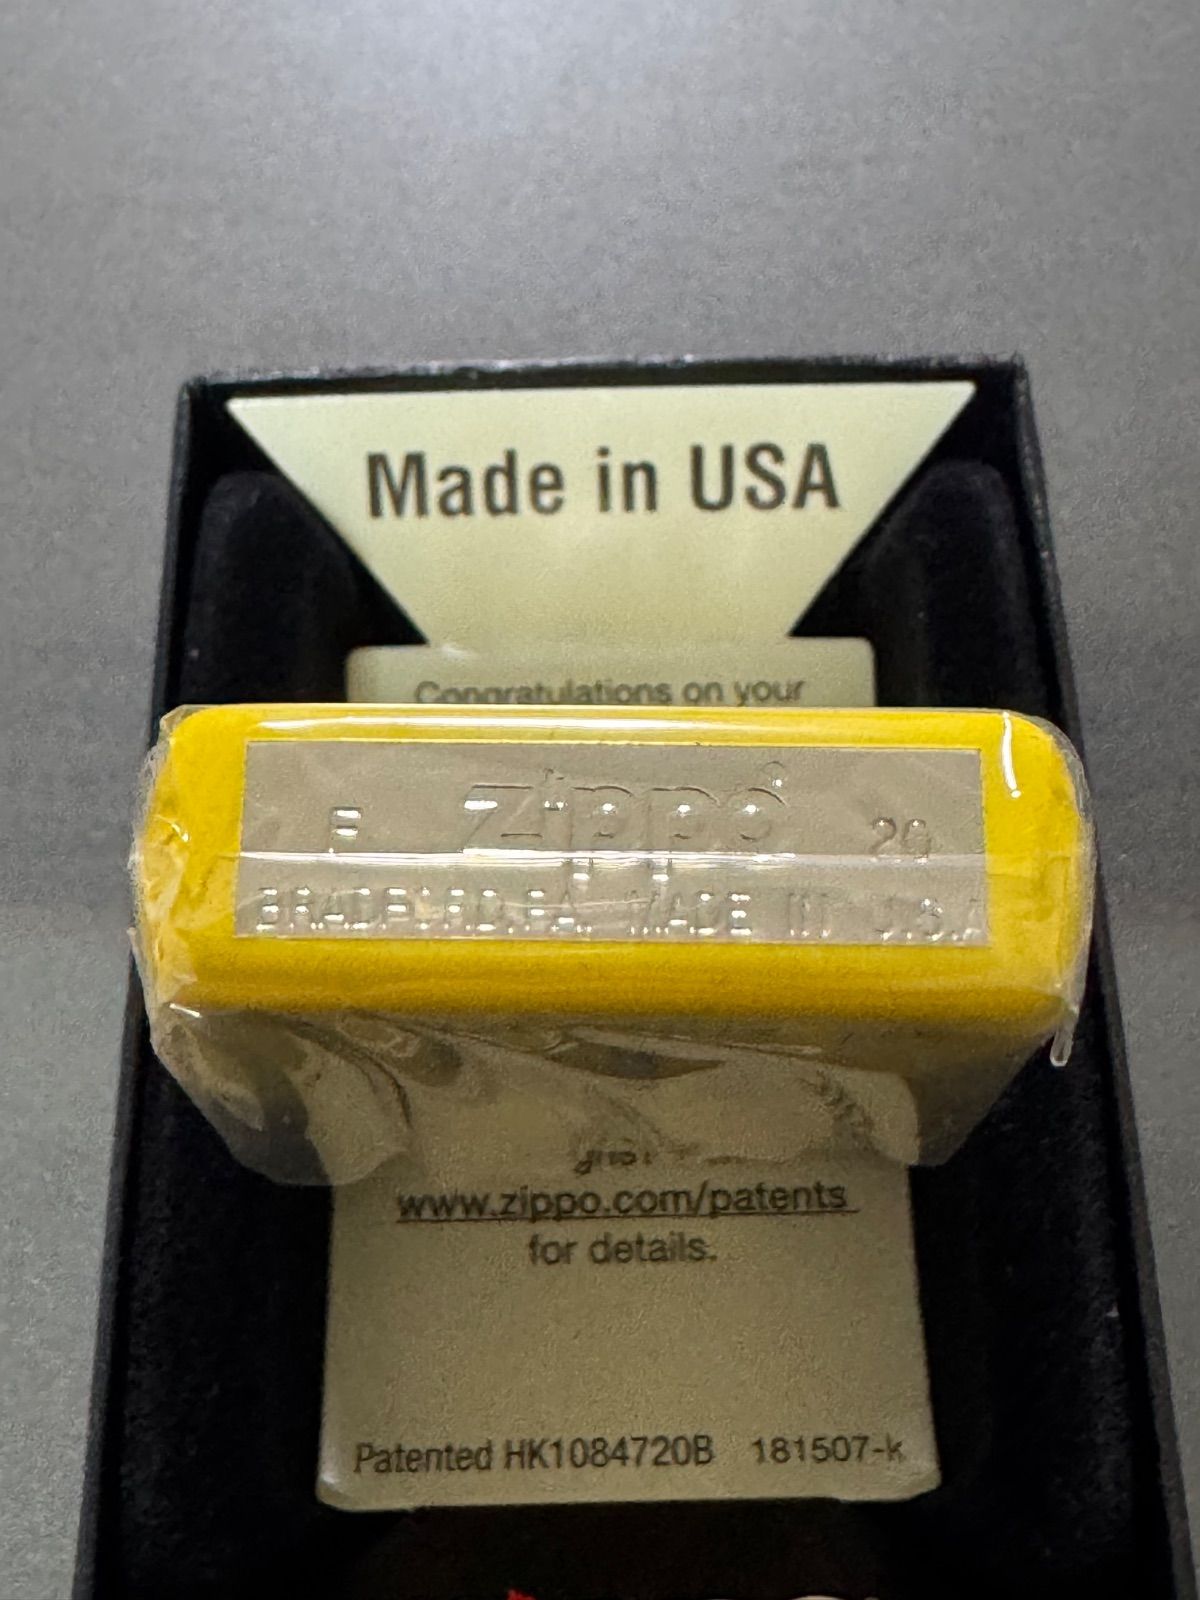 Made in USA
Congratulations on your
F zippo 20
BRADFORD.PA. MADE IN U.S.A
www.zippo.com/patents
for details.
Patented HK1084720B 181507-k